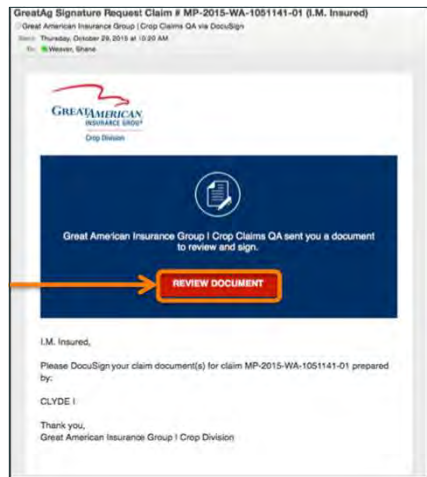 GreatAg Signature Request Claim # MP-2015-WA-1051141-01 (I.M. Insured)
Great American Insurance Group | Crop Claims QA via DocuSign
Thursday, October 29, 2015 at 10:20 AM
To: Weaver, Shane
GREATAMERICAN
INSURANCE GROUP
Crop Division
Great American Insurance Group | Crop Claims QA sent you a document
to review and sign.
REVIEW DOCUMENT
I.M. Insured,
Please DocuSign your claim document(s) for claim MP-2015-WA-1051141-01 prepared
by:
CLYDE I
Thank you,
Great American Insurance Group | Crop Division